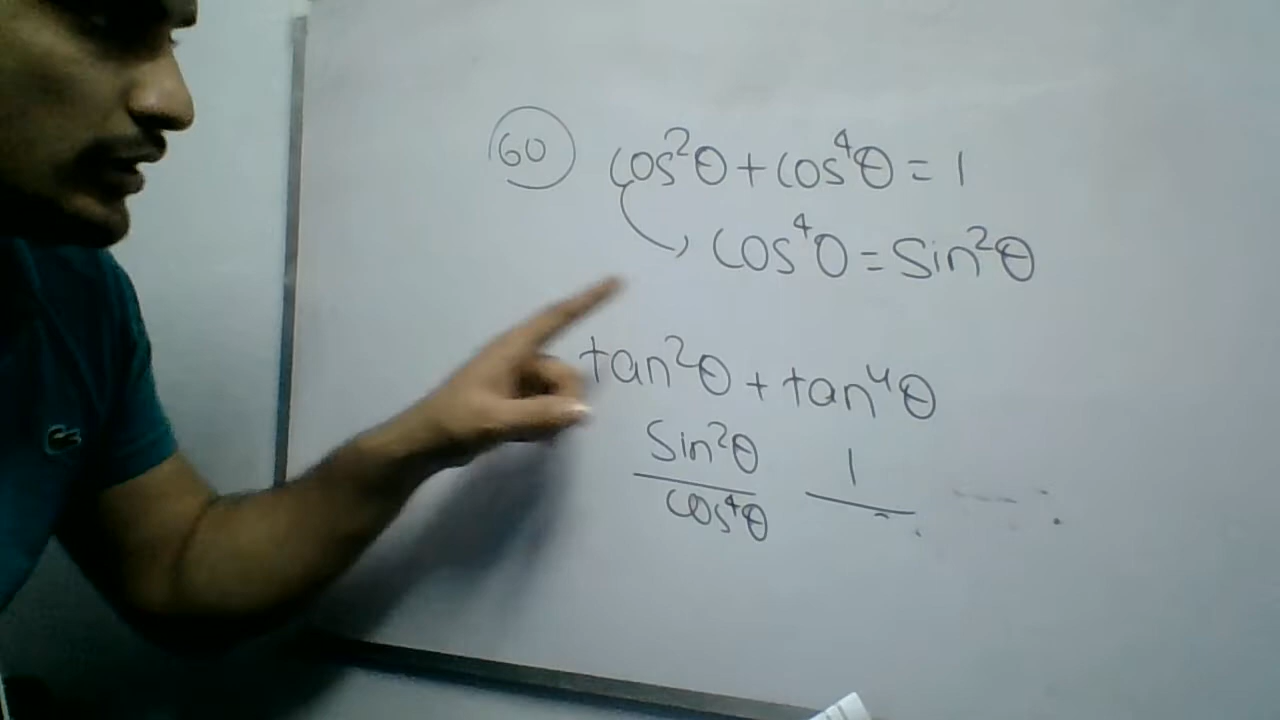 60 cos²θ + cos⁴θ = 1
cos⁴θ = Sin²θ
tan²θ + tan⁴θ
Sin²θ 1
cos⁴θ